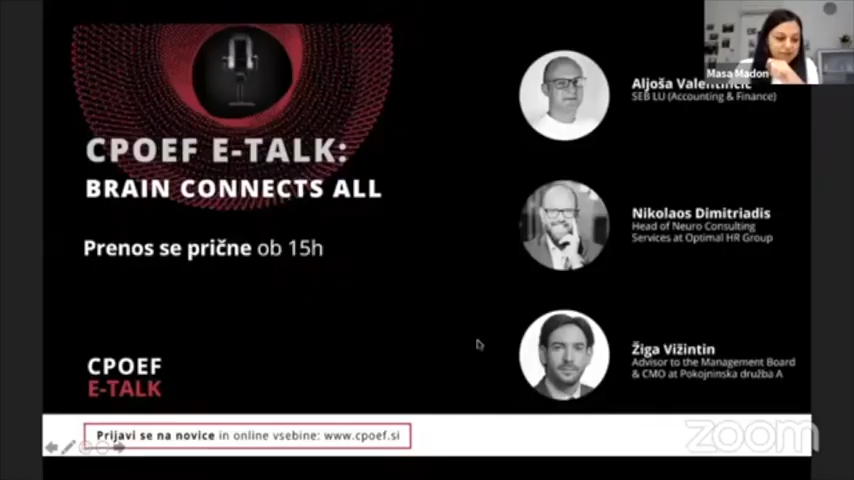 CPOEF E-TALK:
BRAIN CONNECTS ALL
Prenos se prične ob 15h
CPOEF
E-TALK
Prijavi se na novice in online vsebine: www.cpoef.si
Masa Madon
Aljoša Valentinčič
SEB LU (Accounting & Finance)
Nikolaos Dimitriadis
Head of Neuro Consulting
Services at Optimal HR Group
Žiga Vižintin
Advisor to the Management Board
& CMO at Pokojninska družba A
zoom